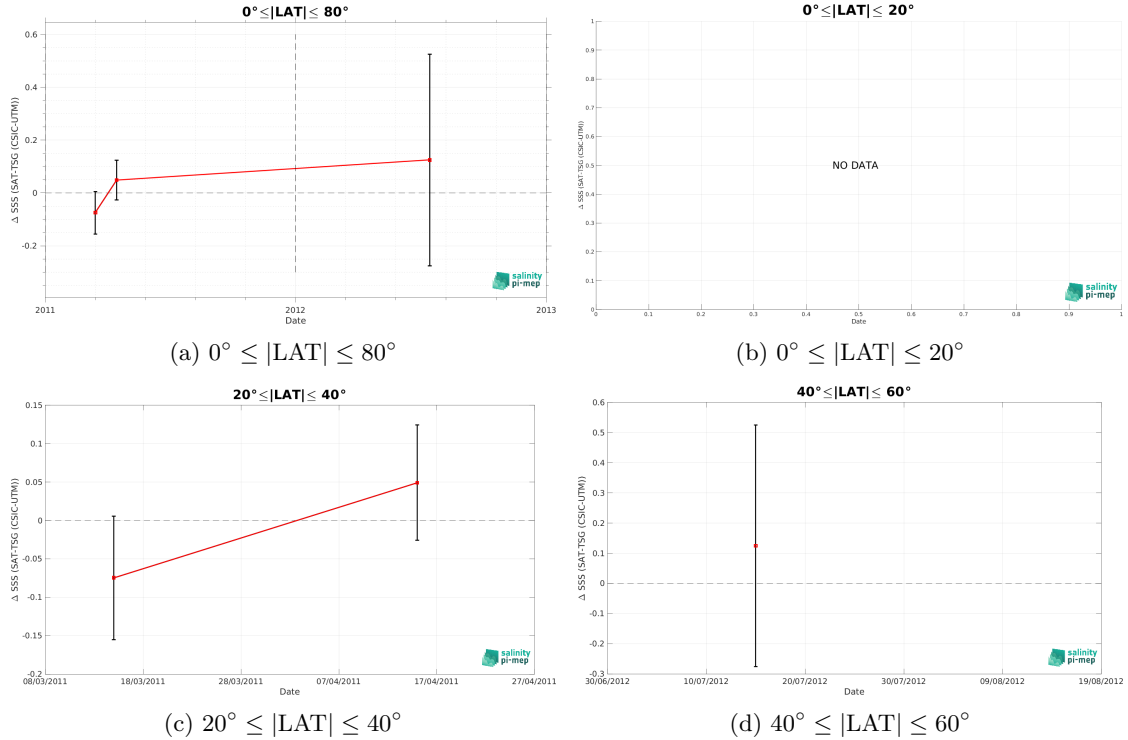 0°≤|LAT|≤ 80°
0.6
0.4
0.2
0
-0.2
Δ SSS (SAT-TSG (CSIC-UTM))
2011
2012
2013
Date
salinity
pi-mep
(a) 0° ≤ |LAT| ≤ 80°
0°≤|LAT|≤ 20°
1
0.9
0.8
0.7
0.6
0.5
0.4
0.3
0.2
0.1
0
Δ SSS (SAT-TSG (CSIC-UTM))
NO DATA
0 0.1 0.2 0.3 0.4 0.5 0.6 0.7 0.8 0.9 1
Date
salinity
pi-mep
(b) 0° ≤ |LAT| ≤ 20°
20°≤|LAT|≤ 40°
0.15
0.1
0.05
0
-0.05
-0.1
-0.15
-0.2
Δ SSS (SAT-TSG (CSIC-UTM))
08/03/2011 18/03/2011 28/03/2011 07/04/2011 17/04/2011 27/04/2011
Date
salinity
pi-mep
(c) 20° ≤ |LAT| ≤ 40°
40°≤|LAT|≤ 60°
0.6
0.5
0.4
0.3
0.2
0.1
0
-0.1
-0.2
-0.3
Δ SSS (SAT-TSG (CSIC-UTM))
30/06/2012 10/07/2012 20/07/2012 30/07/2012 09/08/2012 19/08/2012
Date
salinity
pi-mep
(d) 40° ≤ |LAT| ≤ 60°